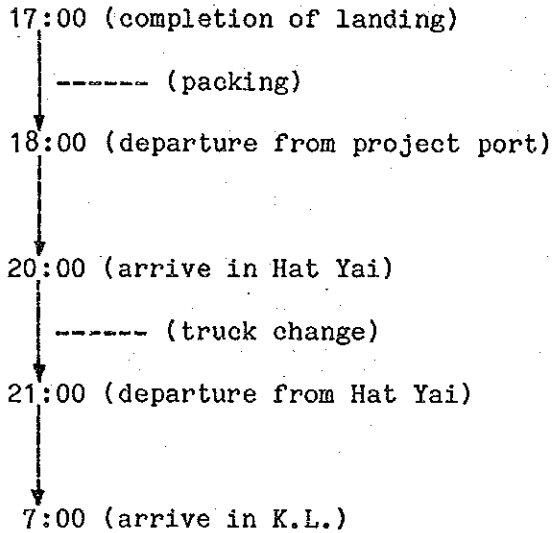 17:00 (completion of landing)
------ (packing)
18:00 (departure from project port)
20:00 (arrive in Hat Yai)
------ (truck change)
21:00 (departure from Hat Yai)
7:00 (arrive in K.L.)